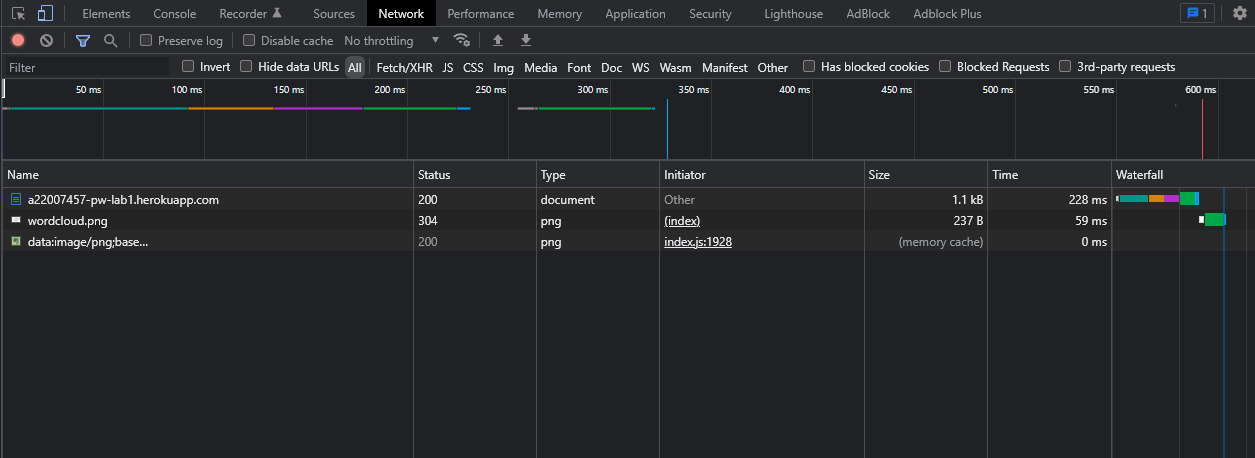 Elements Console Recorder Sources Network Performance Memory Application Security Lighthouse AdBlock Adblock Plus 1
Preserve log Disable cache No throttling
Filter Invert Hide data URLs All Fetch/XHR JS CSS Img Media Font Doc WS Wasm Manifest Other Has blocked cookies Blocked Requests 3rd-party requests
50 ms 100 ms 150 ms 200 ms 250 ms 300 ms 350 ms 400 ms 450 ms 500 ms 550 ms 600 ms
Name Status Type Initiator Size Time Waterfall
a22007457-pw-lab1.herokuapp.com 200 document Other 1.1 kB 228 ms
wordcloud.png 304 png (index) 237 B 59 ms
data:image/png;base... 200 png index.js:1928 (memory cache) 0 ms